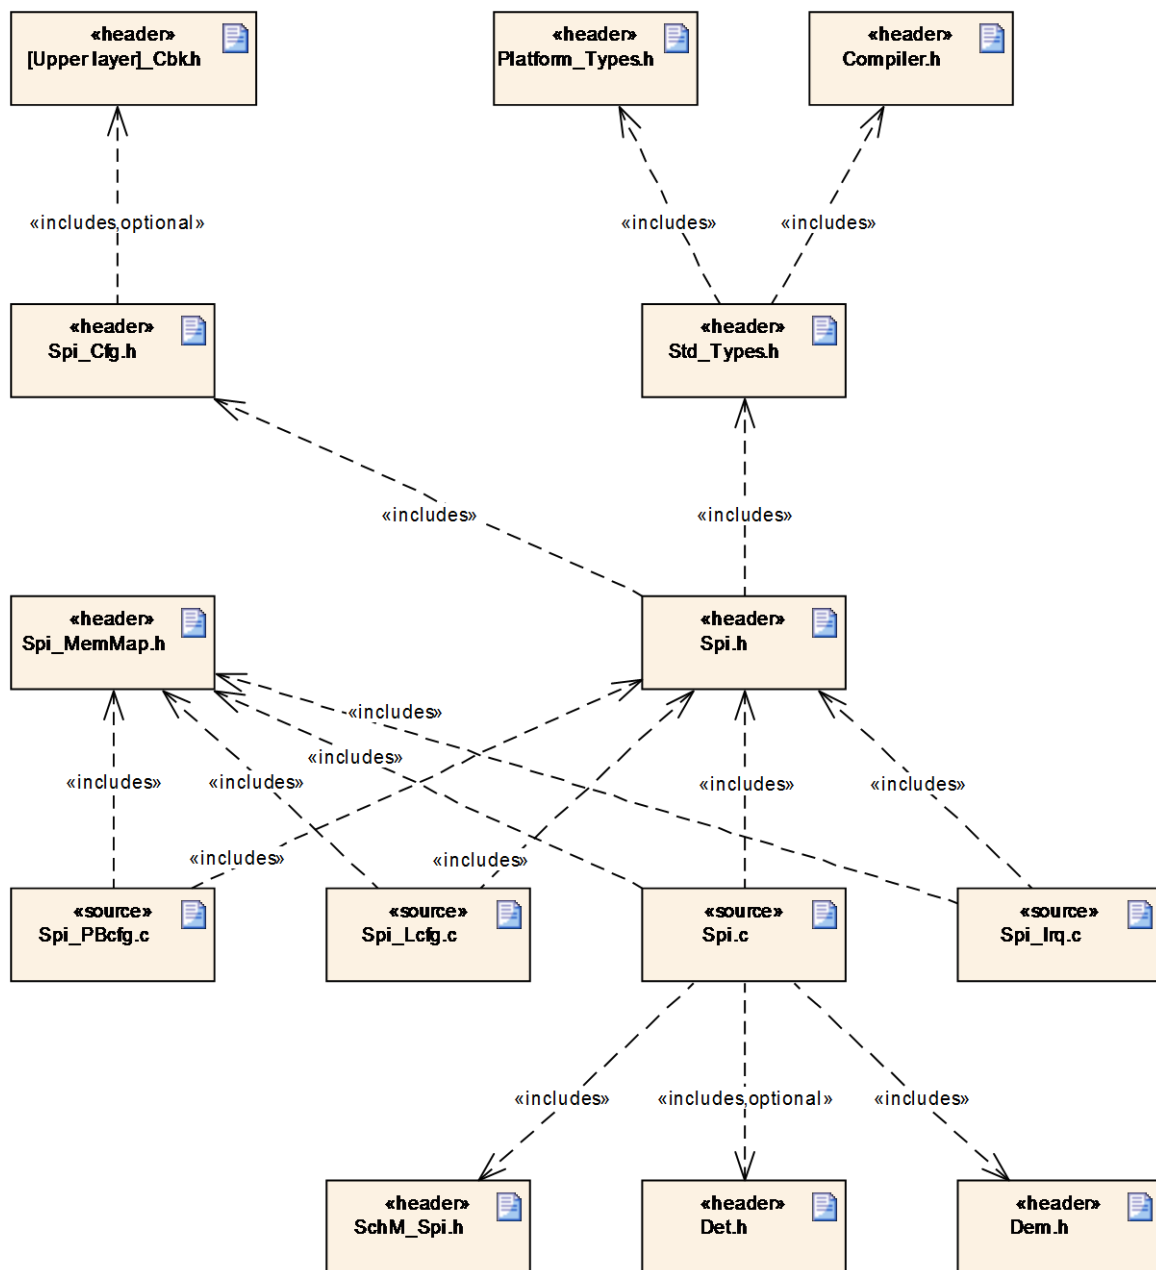 «header»
[Upper layer]_Cbk.h
«header»
Platform_Types.h
«header»
Compiler.h
«includes,optional»
«includes»
«includes»
«header»
Spi_Cfg.h
«header»
Std_Types.h
«includes»
«includes»
«header»
Spi_MemMap.h
«header»
Spi.h
«includes»
«includes»
«includes»
«includes»
«includes»
«includes»
«includes»
«includes»
«source»
Spi_PBcfg.c
«source»
Spi_Lcfg.c
«source»
Spi.c
«source»
Spi_Irq.c
«includes»
«includes,optional»
«includes»
«header»
SchM_Spi.h
«header»
Det.h
«header»
Dem.h